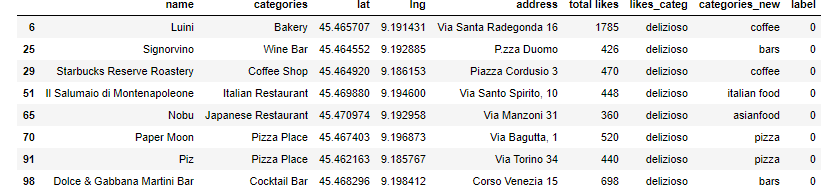 name categories lat lng address total likes likes_categ categories_new label
6 Luini Bakery 45.465707 9.191431 Via Santa Radegonda 16 1785 delizioso coffee 0
25 Signorvino Wine Bar 45.464552 9.192885 P.zza Duomo 426 delizioso bars 0
29 Starbucks Reserve Roastery Coffee Shop 45.464920 9.186153 Piazza Cordusio 3 470 delizioso coffee 0
51 Il Salumaio di Montenapoleone Italian Restaurant 45.469880 9.194600 Via Santo Spirito, 10 448 delizioso italian food 0
65 Nobu Japanese Restaurant 45.470974 9.192958 Via Manzoni 31 360 delizioso asianfood 0
70 Paper Moon Pizza Place 45.467403 9.196873 Via Bagutta, 1 520 delizioso pizza 0
91 Piz Pizza Place 45.462163 9.185767 Via Torino 34 440 delizioso pizza 0
98 Dolce & Gabbana Martini Bar Cocktail Bar 45.468296 9.198412 Corso Venezia 15 698 delizioso bars 0